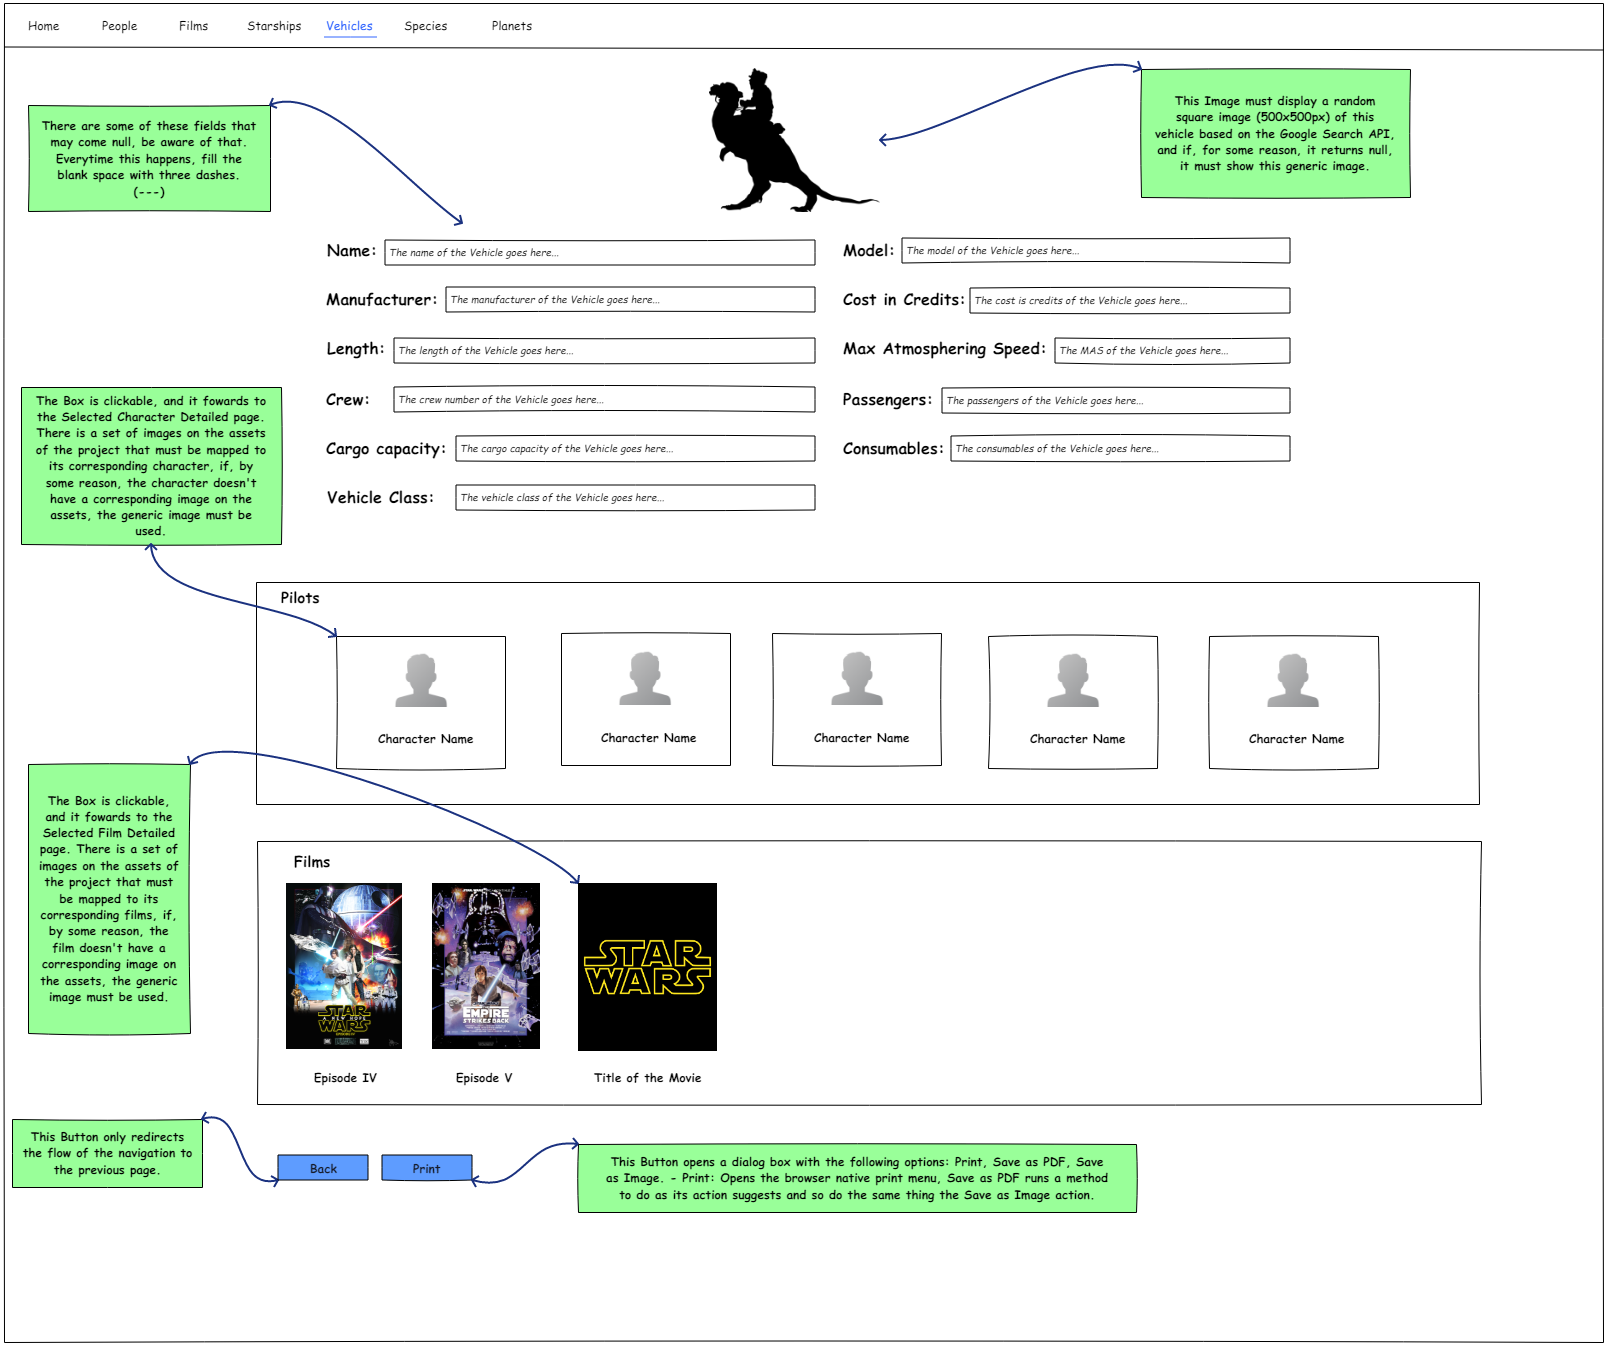 Home People Films Starships Vehicles Species Planets
There are some of these fields that
may come null, be aware of that.
Everytime this happens, fill the
blank space with three dashes.
(---)
This Image must display a random
square image (500x500px) of this
vehicle based on the Google Search API,
and if, for some reason, it returns null,
it must show this generic image.
Name: The name of the Vehicle goes here...
Model: The model of the Vehicle goes here...
Manufacturer: The manufacturer of the Vehicle goes here...
Cost in Credits: The cost is credits of the Vehicle goes here...
Length: The length of the Vehicle goes here...
Max Atmosphering Speed: The MAS of the Vehicle goes here...
Crew: The crew number of the Vehicle goes here...
Passengers: The passengers of the Vehicle goes here...
Cargo capacity: The cargo capacity of the Vehicle goes here...
Consumables: The consumables of the Vehicle goes here...
Vehicle Class: The vehicle class of the Vehicle goes here...
The Box is clickable, and it fowards to
the Selected Character Detailed page.
There is a set of images on the assets
of the project that must be mapped to
its corresponding character, if, by
some reason, the character doesn't
have a corresponding image on the
assets, the generic image must be
used.
Pilots
Character Name Character Name Character Name Character Name Character Name
The Box is clickable,
and it fowards to the
Selected Film Detailed
page. There is a set of
images on the assets of
the project that must
be mapped to its
corresponding films, if,
by some reason, the
film doesn't have a
corresponding image on
the assets, the generic
image must be used.
Films
STAR
A NEW HOPE
WARS
EMPIRE
STRIKES BACK
STAR
WARS
Episode IV Episode V Title of the Movie
This Button only redirects
the flow of the navigation to
the previous page.
Back Print
This Button opens a dialog box with the following options: Print, Save as PDF, Save
as Image. - Print: Opens the browser native print menu, Save as PDF runs a method
to do as its action suggests and so do the same thing the Save as Image action.